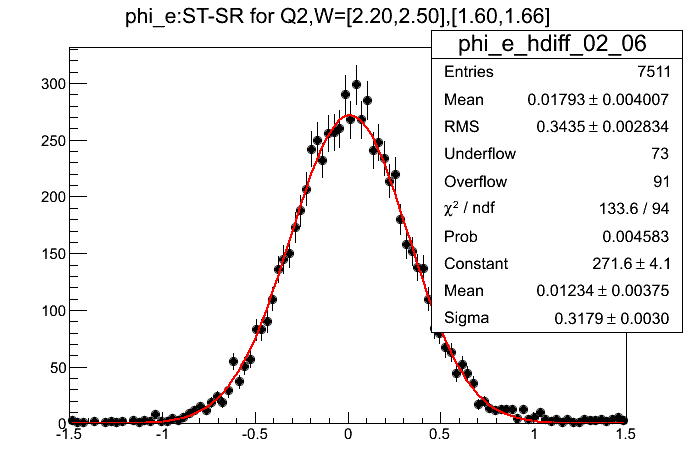 phi_e:ST-SR for Q2,W=[2.20,2.50],[1.60,1.66]
phi_e_hdiff_02_06
Entries 7511
Mean 0.01793 ± 0.004007
RMS 0.3435 ± 0.002834
Underflow 73
Overflow 91
χ² / ndf 133.6 / 94
Prob 0.004583
Constant 271.6 ± 4.1
Mean 0.01234 ± 0.00375
Sigma 0.3179 ± 0.0030
300
250
200
150
100
50
0
-1.5 -1 -0.5 0 0.5 1 1.5